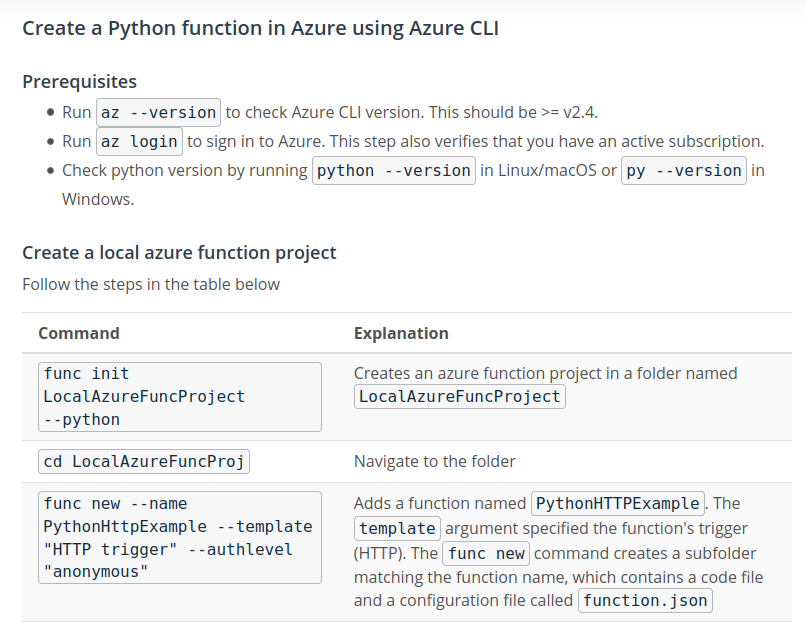 Create a Python function in Azure using Azure CLI
Prerequisites
• Run az --version to check Azure CLI version. This should be >= v2.4.
• Run az login to sign in to Azure. This step also verifies that you have an active subscription.
• Check python version by running python --version in Linux/macOS or py --version in
Windows.
Create a local azure function project
Follow the steps in the table below
Command
Explanation
func init
LocalAzureFuncProject
--python
Creates an azure function project in a folder named
LocalAzureFuncProject
cd LocalAzureFuncProj
Navigate to the folder
func new --name
PythonHttpExample --template
"HTTP trigger" --authlevel
"anonymous"
Adds a function named PythonHTTPExample. The
template argument specified the function's trigger
(HTTP). The func new command creates a subfolder
matching the function name, which contains a code file
and a configuration file called function.json